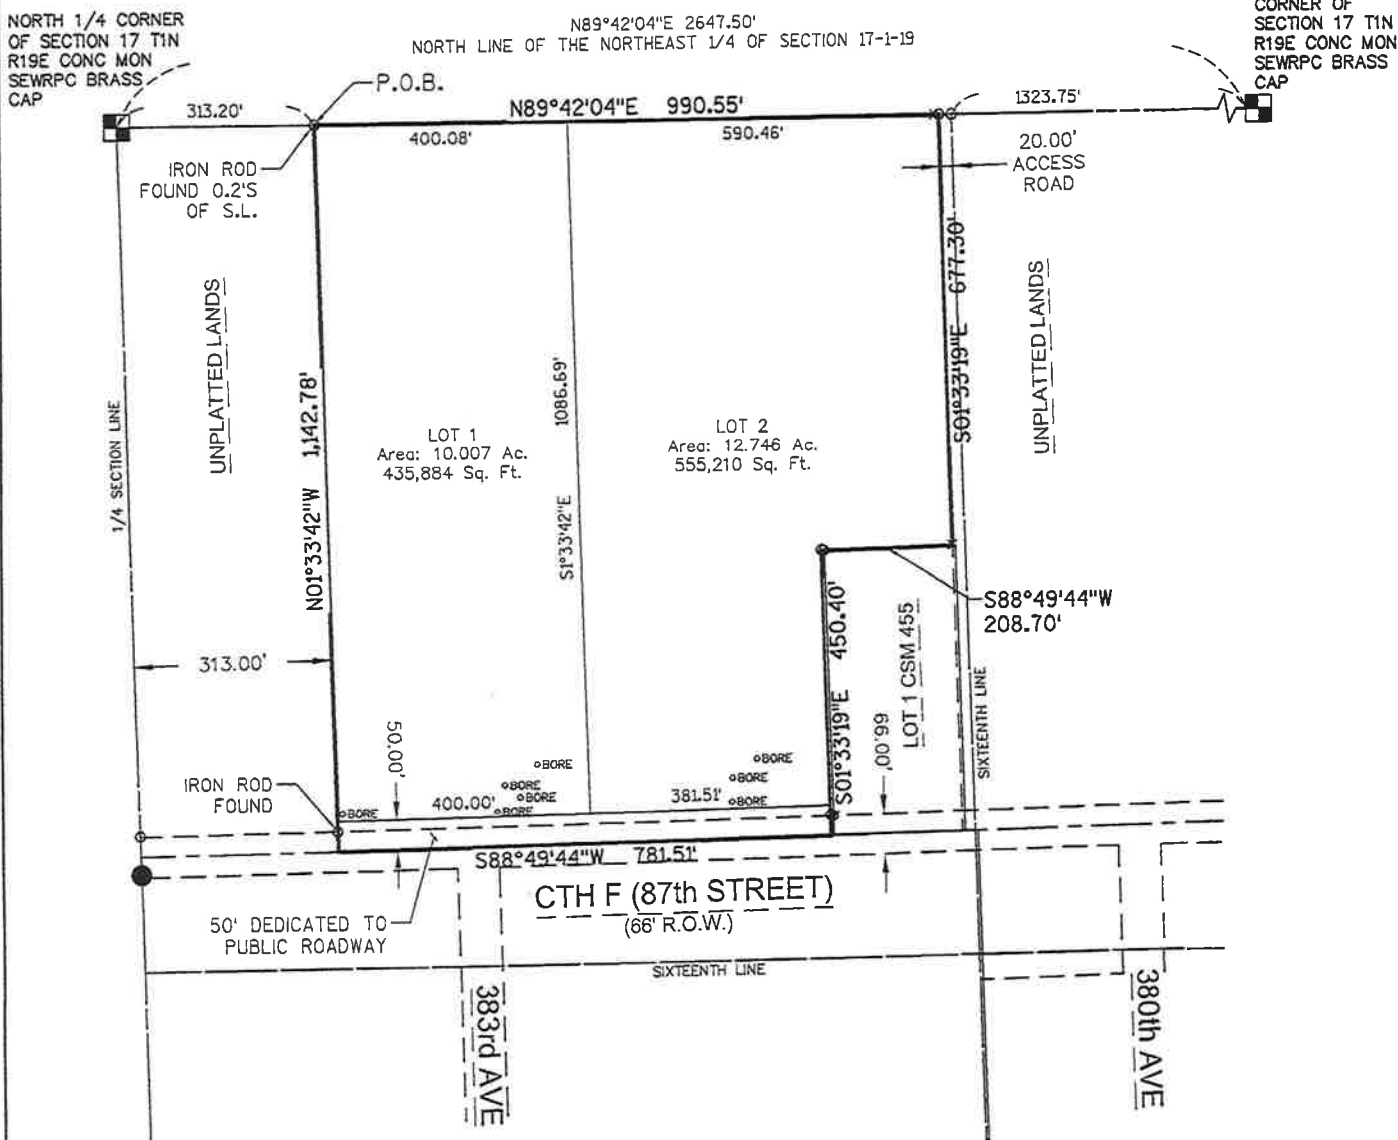 NORTH 1/4 CORNER
OF SECTION 17 T1N
R19E CONC MON
SEWRPC BRASS
CAP
N89°42'04"E 2647.50'
NORTH LINE OF THE NORTHEAST 1/4 OF SECTION 17-1-19
CORNER OF
SECTION 17 T1N
R19E CONC MON
SEWRPC BRASS
CAP
P.O.B.
313.20'
N89°42'04"E 990.55'
1323.75'
400.08'
590.46'
20.00'
ACCESS
ROAD
IRON ROD
FOUND 0.2'S
OF S.L.
UNPLATTED LANDS
1/4 SECTION LINE
N01°33'42"W 1,142.78'
LOT 1
Area: 10.007 Ac.
435,884 Sq. Ft.
S1°33'42"E 1086.69'
LOT 2
Area: 12.746 Ac.
555,210 Sq. Ft.
S01°33'19"E 677.30'
UNPLATTED LANDS
S88°49'44"W
208.70'
S01°33'19"E 450.40'
LOT 1 CSM 455
SIXTEENTH LINE
313.00'
50.00'
66.00'
IRON ROD
FOUND
BORE
BORE
BORE
BORE
BORE
400.00'
BORE
BORE
BORE
381.51'
S88°49'44"W 781.51'
CTH F (87th STREET)
(66' R.O.W.)
50' DEDICATED TO
PUBLIC ROADWAY
SIXTEENTH LINE
383rd AVE
380th AVE